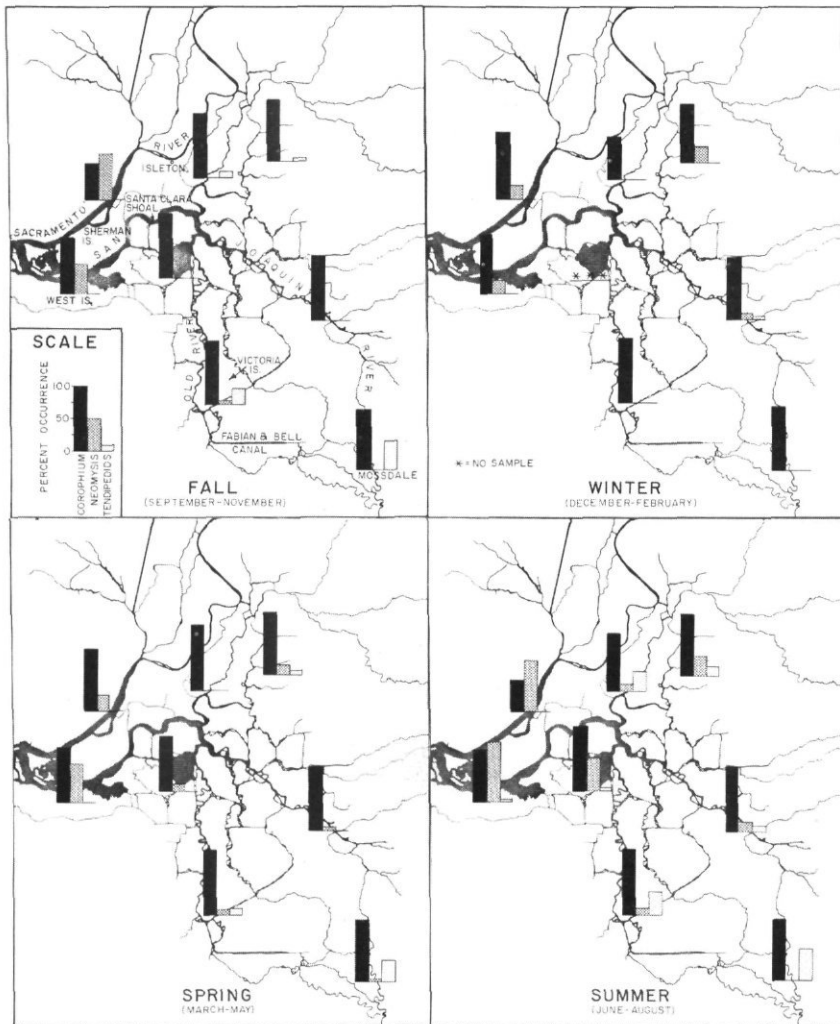 RIVER
ISLETON
SANTA CLARA
SHOAL
SACRAMENTO
SHERMAN
IS.
SAN
JOAQUIN
RIVER
WEST IS.
OLD RIVER
VICTORIA
IS.
FABIAN & BELL
CANAL
MOSSDALE
SCALE
PERCENT OCCURRENCE
100
50
0
COROPHIUM
NEOMYSIS
TENDIPEDIDS
FALL
(SEPTEMBER-NOVEMBER)
* *
*=NO SAMPLE
WINTER
(DECEMBER-FEBRUARY)
SPRING
(MARCH-MAY)
SUMMER
(JUNE-AUGUST)